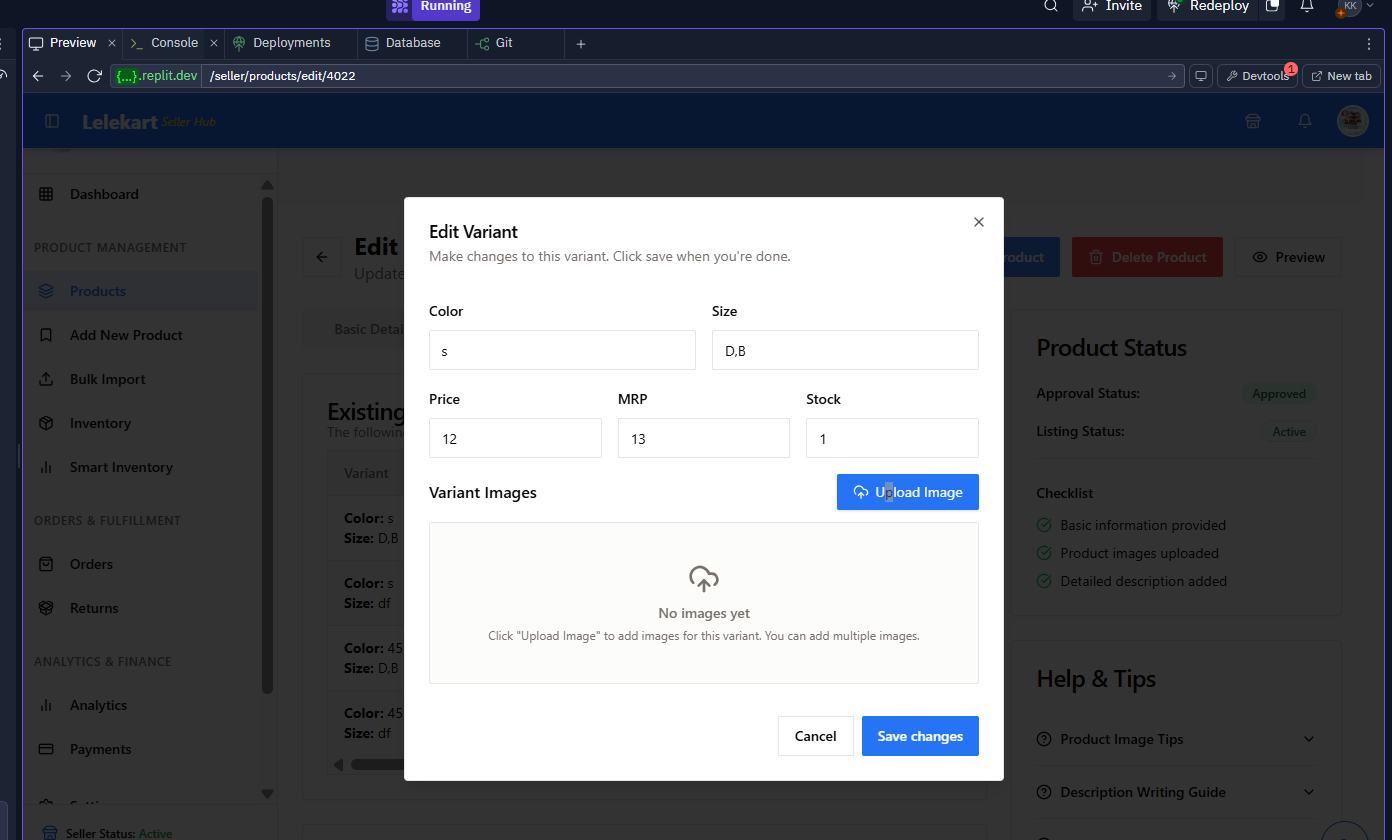 Running
Invite
Redeploy
KK
Preview
Console
Deployments
Database
Git
{...}.replit.dev
/seller/products/edit/4022
Devtools
1
New tab
Lelekart Seller Hub
Dashboard
PRODUCT MANAGEMENT
Products
Add New Product
Bulk Import
Inventory
Smart Inventory
ORDERS & FULFILLMENT
Orders
Returns
ANALYTICS & FINANCE
Analytics
Payments
Seller Status: Active
Edit
Update
roduct
Delete Product
Preview
Basic Detai
Existing
The followin
Variant
Color: s
Size: D,B
Color: s
Size: df
Color: 45
Size: D,B
Color: 45
Size: df
Edit Variant
Make changes to this variant. Click save when you're done.
Color
Size
s
D,B
Price
MRP
Stock
12
13
1
Variant Images
Upload Image
No images yet
Click "Upload Image" to add images for this variant. You can add multiple images.
Cancel
Save changes
Product Status
Approval Status:
Approved
Listing Status:
Active
Checklist
Basic information provided
Product images uploaded
Detailed description added
Help & Tips
Product Image Tips
Description Writing Guide